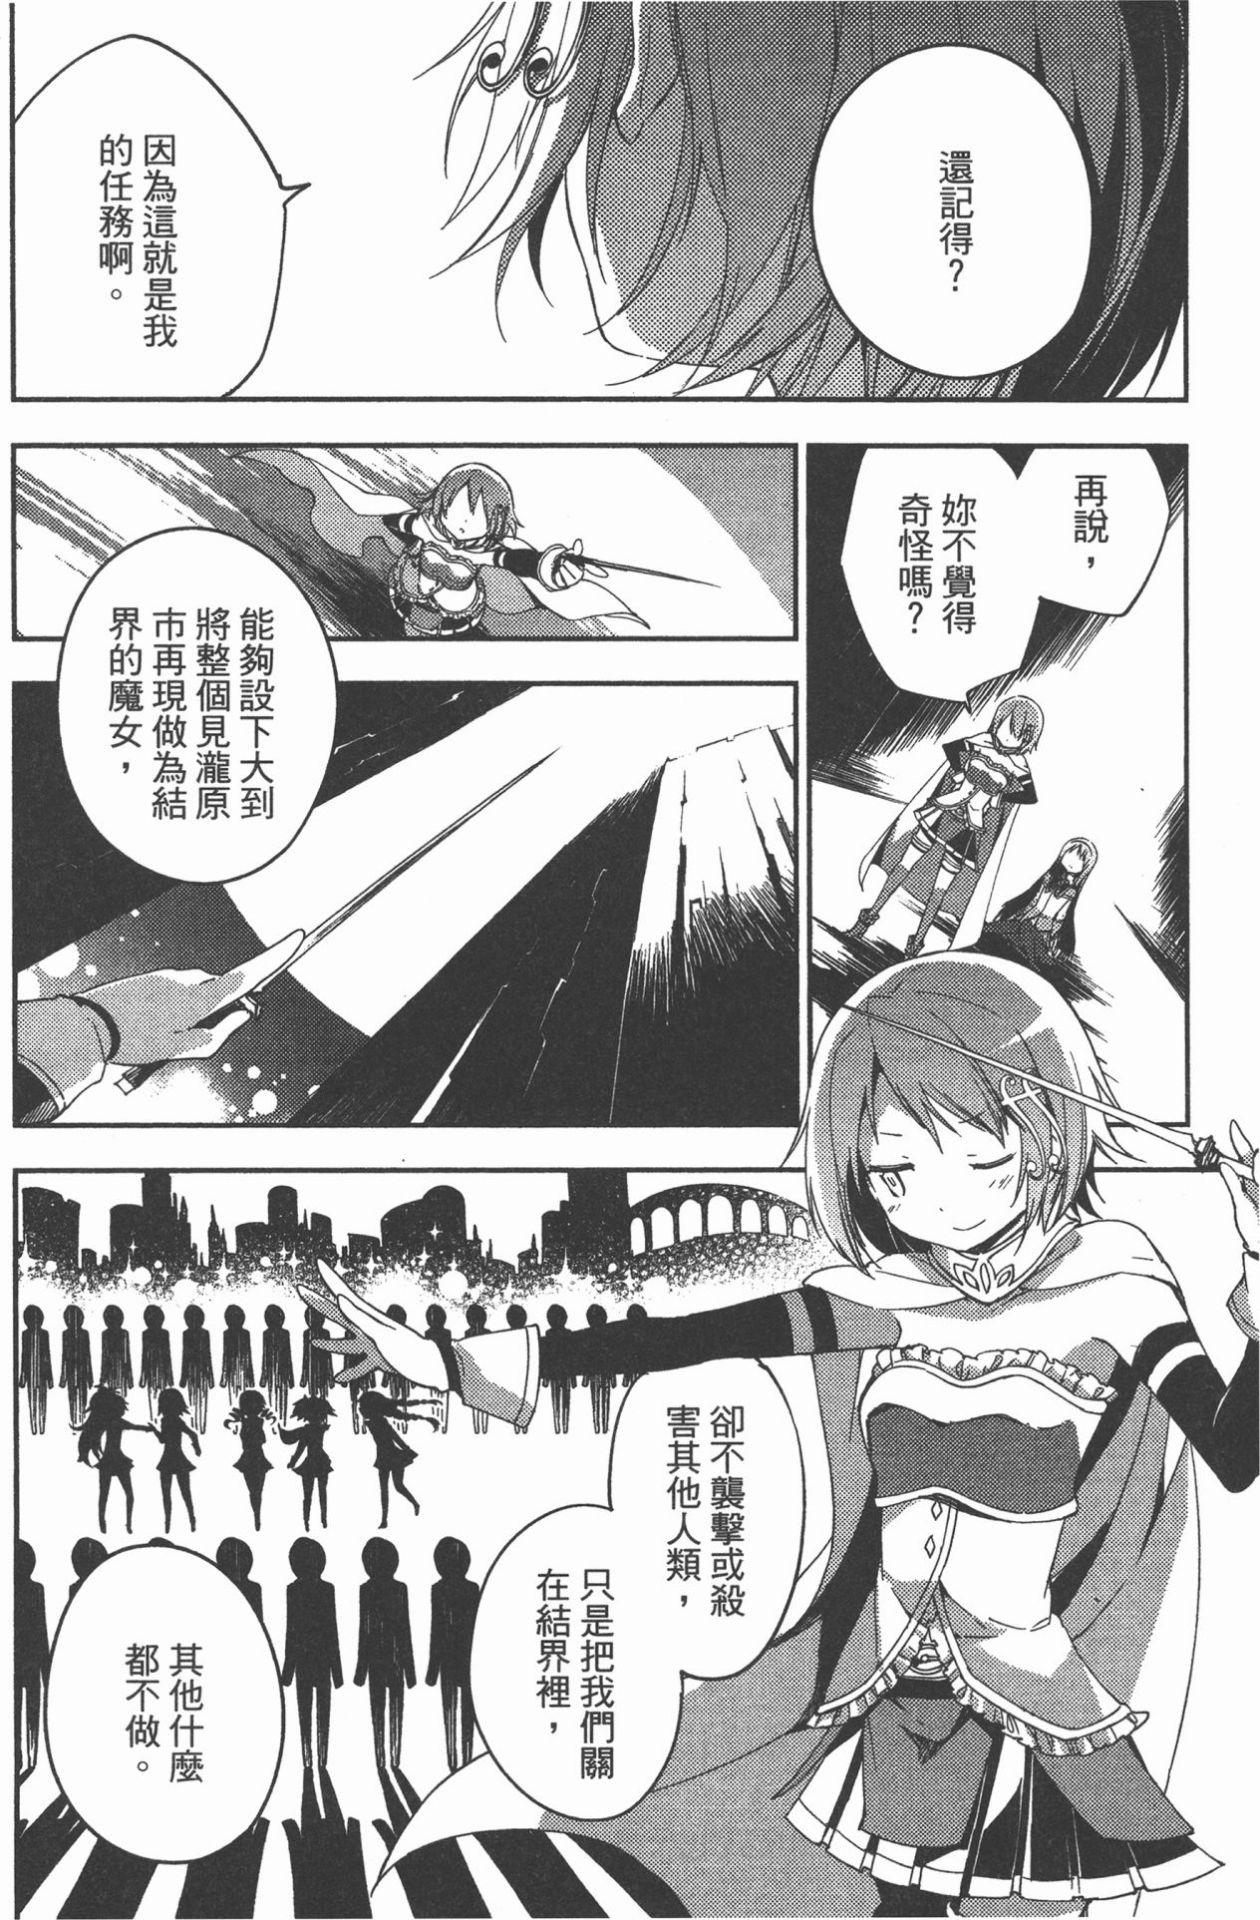 還記得？
因為這就是我
的任務啊。
再說，
妳不覺得
奇怪嗎？
能夠設下大到
將整個見瀧原
市再現做為結
界的魔女，
卻不襲擊或殺
害其他人類，
只是把我們關
在結界裡，
其他什麼
都不做。